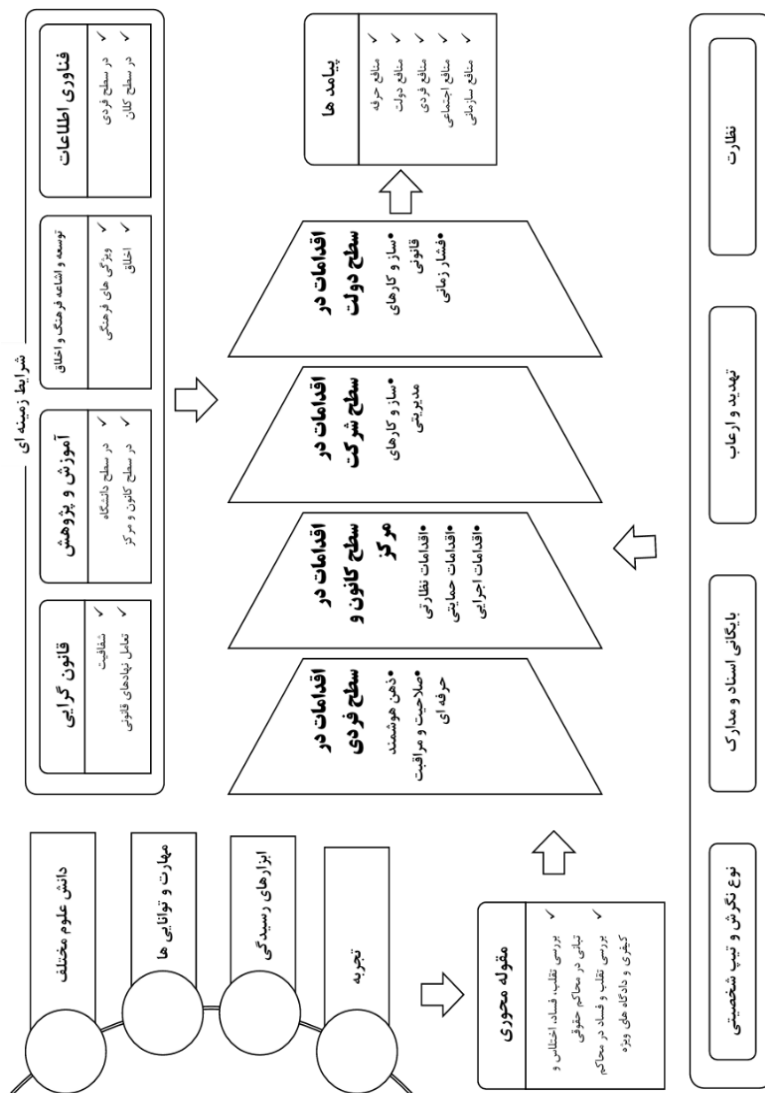 شرایط زمینه ای
قانون گرایی
✓ شفافیت
✓ تعامل نهادهای قانونی
آموزش و پژوهش
✓ در سطح دانشگاه
✓ در سطح کانون و مرکز
توسعه و اشاعه فرهنگ و اخلاق
✓ ویژگی های فرهنگی
✓ اخلاق
فناوری اطلاعات
✓ در سطح فردی
✓ در سطح کلان
دانش علوم مختلف
مهارت و توانایی ها
ابزارهای رسیدگی
تجربه
مقوله محوری
✓ بررسی تقلب، فساد، اختلاس و
تبانی در محاکم حقوقی
✓ بررسی تقلب و فساد در محاکم
کیفری و دادگاه های ویژه
اقدامات در
سطح فردی
•ذهن هوشمند
•صلاحیت و مراقبت
حرفه ای
اقدامات در
سطح کانون و
مرکز
•اقدامات نظارتی
•اقدامات حمایتی
•اقدامات اجرایی
اقدامات در
سطح شرکت
•ساز و کارهای
مدیریتی
اقدامات در
سطح دولت
•ساز و کارهای
قانونی
•فشار زمانی
پیامد ها
✓ منافع حرفه
✓ منافع دولت
✓ منافع فردی
✓ منافع اجتماعی
✓ منافع سازمانی
نوع نگرش و تیپ شخصیتی
بایگانی اسناد و مدارک
تهدید و ارعاب
نظارت